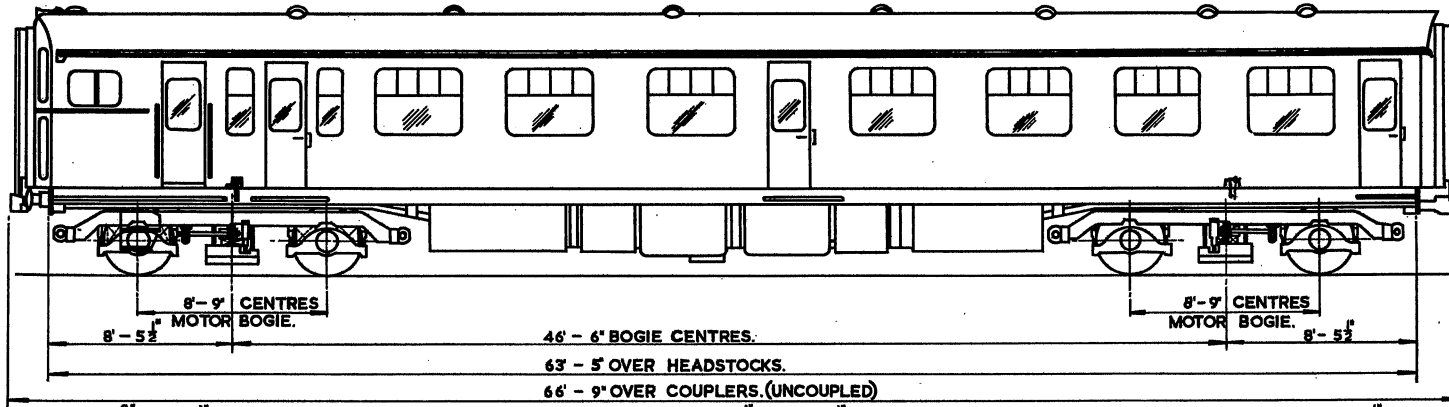 8'-9" CENTRES
MOTOR BOGIE.
8'-9" CENTRES
MOTOR BOGIE.
8'-5½"
46'-6" BOGIE CENTRES.
8'-5½"
63'-5" OVER HEADSTOCKS.
66'-9" OVER COUPLERS.(UNCOUPLED)